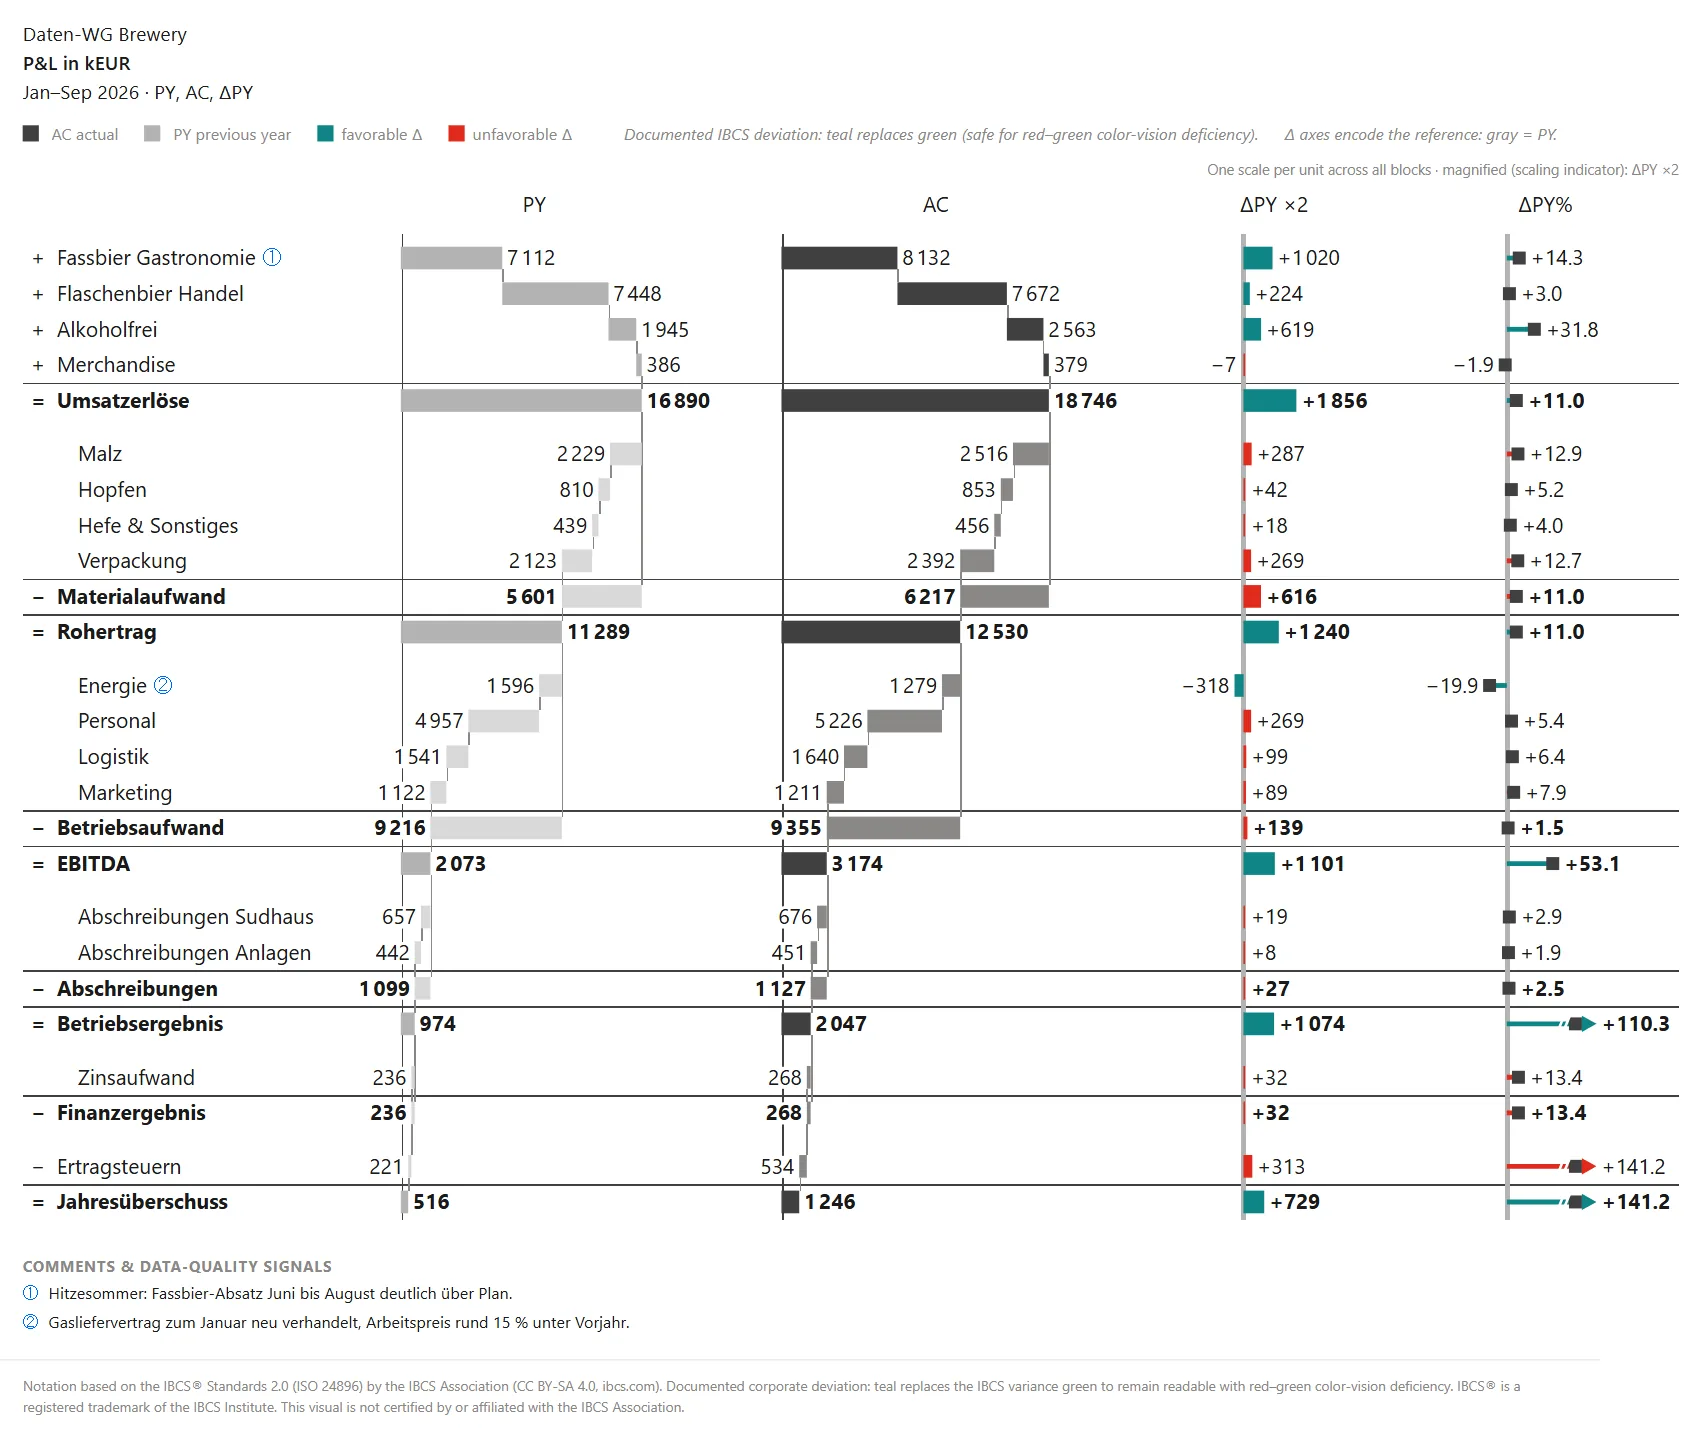 Daten-WG Brewery
P&L in kEUR
Jan–Sep 2026 · PY, AC, ΔPY
AC actual PY previous year favorable Δ unfavorable Δ Documented IBCS deviation: teal replaces green (safe for red–green color-vision deficiency). Δ axes encode the reference: gray = PY.
One scale per unit across all blocks · magnified (scaling indicator): ΔPY ×2
PY AC ΔPY ×2 ΔPY%
+ Fassbier Gastronomie ① 7 112 8 132 +1 020 +14.3
+ Flaschenbier Handel 7 448 7 672 +224 +3.0
+ Alkoholfrei 1 945 2 563 +619 +31.8
+ Merchandise 386 379 −7 −1.9
= Umsatzerlöse 16 890 18 746 +1 856 +11.0
Malz 2 229 2 516 +287 +12.9
Hopfen 810 853 +42 +5.2
Hefe & Sonstiges 439 456 +18 +4.0
Verpackung 2 123 2 392 +269 +12.7
− Materialaufwand 5 601 6 217 +616 +11.0
= Rohertrag 11 289 12 530 +1 240 +11.0
Energie ② 1 596 1 279 −318 −19.9
Personal 4 957 5 226 +269 +5.4
Logistik 1 541 1 640 +99 +6.4
Marketing 1 122 1 211 +89 +7.9
− Betriebsaufwand 9 216 9 355 +139 +1.5
= EBITDA 2 073 3 174 +1 101 +53.1
Abschreibungen Sudhaus 657 676 +19 +2.9
Abschreibungen Anlagen 442 451 +8 +1.9
− Abschreibungen 1 099 1 127 +27 +2.5
= Betriebsergebnis 974 2 047 +1 074 +110.3
Zinsaufwand 236 268 +32 +13.4
− Finanzergebnis 236 268 +32 +13.4
− Ertragsteuern 221 534 +313 +141.2
= Jahresüberschuss 516 1 246 +729 +141.2
COMMENTS & DATA-QUALITY SIGNALS
① Hitzesommer: Fassbier-Absatz Juni bis August deutlich über Plan.
② Gasliefervertrag zum Januar neu verhandelt, Arbeitspreis rund 15 % unter Vorjahr.
Notation based on the IBCS® Standards 2.0 (ISO 24896) by the IBCS Association (CC BY-SA 4.0, ibcs.com). Documented corporate deviation: teal replaces the IBCS variance green to remain readable with red–green color-vision deficiency. IBCS® is a
registered trademark of the IBCS Institute. This visual is not certified by or affiliated with the IBCS Association.